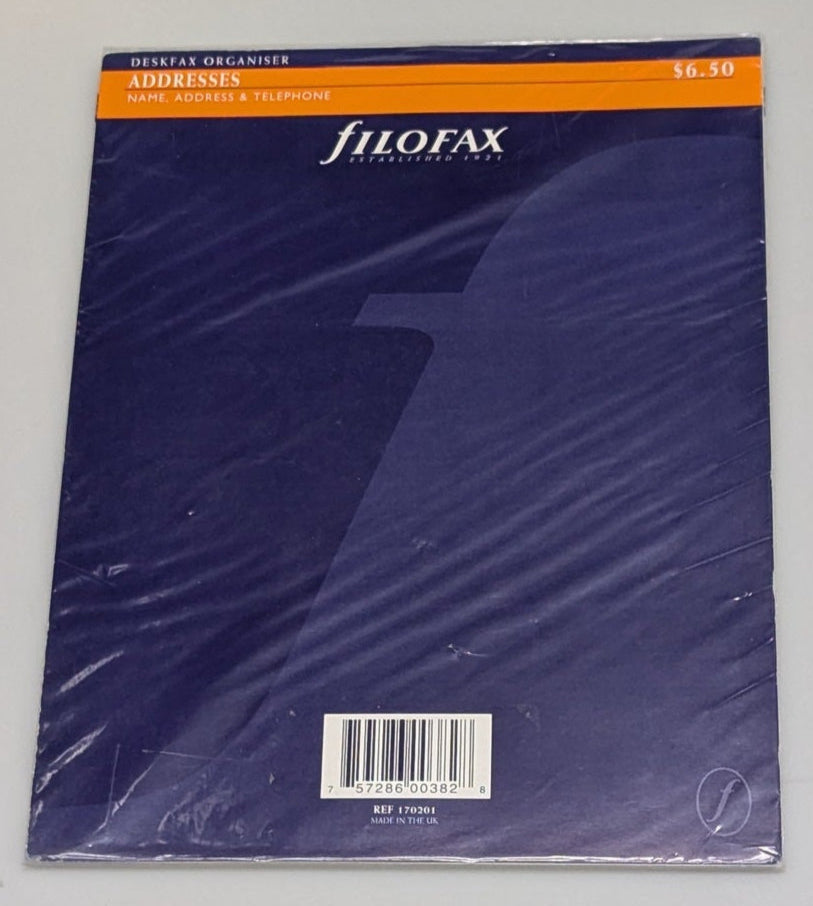 DESKFAX ORGANISER
ADDRESSES
$6.50
NAME, ADDRESS & TELEPHONE
fILOFAX
ESTABLISHED 1921
7 57286 00382 8
REF 170201
MADE IN THE UK
f